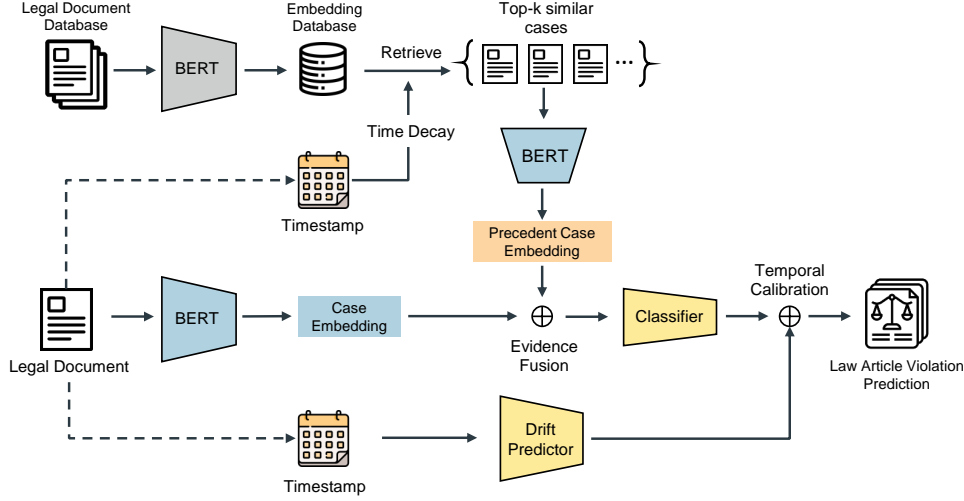 Legal Document
Database
BERT
Embedding
Database
Retrieve
Top-k similar
cases
...
Time Decay
BERT
Timestamp
Precedent Case
Embedding
Legal Document
BERT
Case
Embedding
Evidence
Fusion
Classifier
Temporal
Calibration
Law Article Violation
Prediction
Timestamp
Drift
Predictor